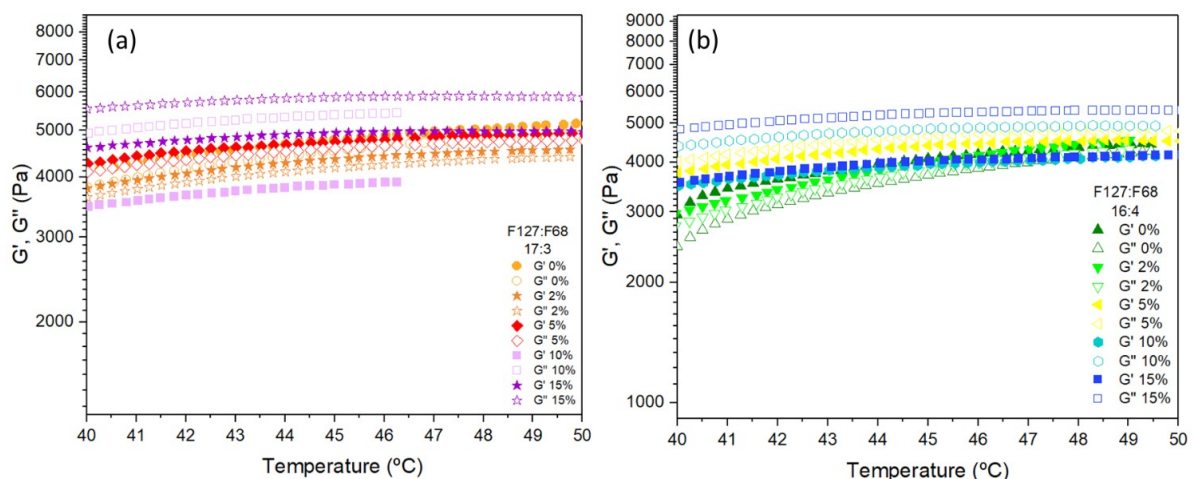 (a)
G', G" (Pa)
8000
7000
6000
5000
4000
3000
2000
40 41 42 43 44 45 46 47 48 49 50
Temperature (ºC)
F127:F68
17:3
G' 0%
G" 0%
G' 2%
G" 2%
G' 5%
G" 5%
G' 10%
G" 10%
G' 15%
G" 15%
(b)
G', G" (Pa)
9000
8000
7000
6000
5000
4000
3000
2000
1000
40 41 42 43 44 45 46 47 48 49 50
Temperature (ºC)
F127:F68
16:4
G' 0%
G" 0%
G' 2%
G" 2%
G' 5%
G" 5%
G' 10%
G" 10%
G' 15%
G" 15%